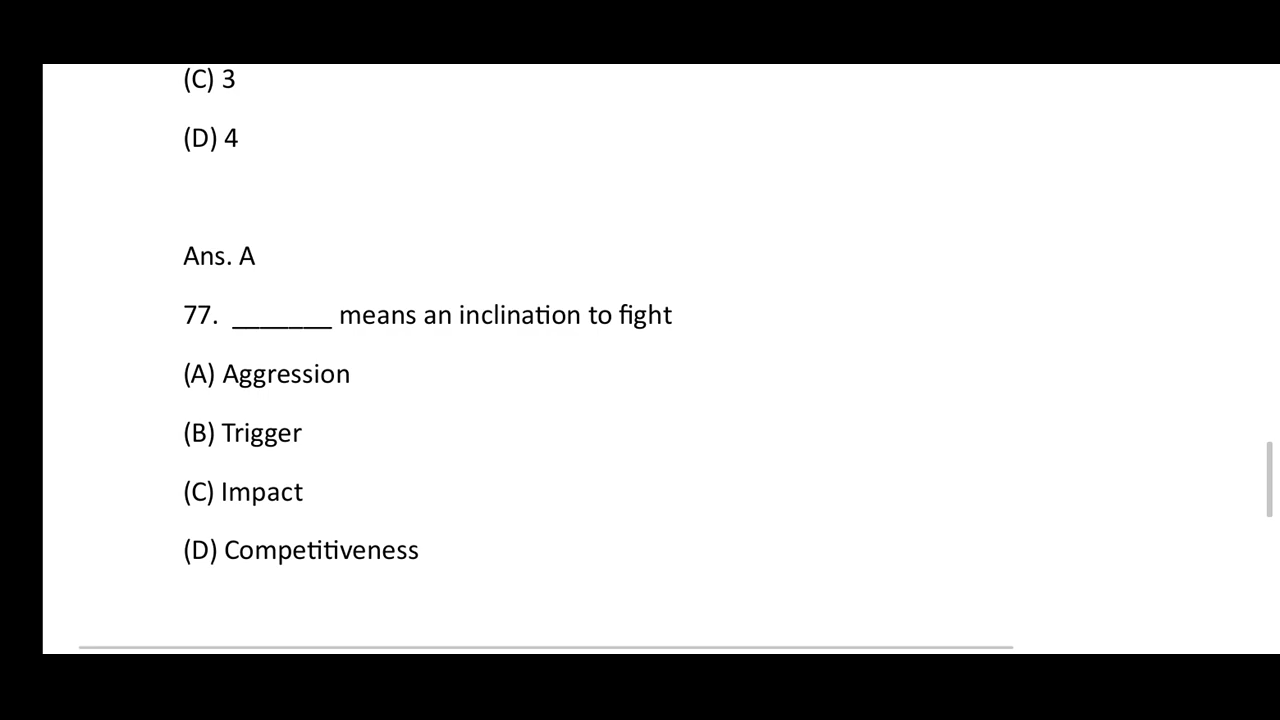 (C) 3
(D) 4
Ans. A
77. _______ means an inclination to fight
(A) Aggression
(B) Trigger
(C) Impact
(D) Competitiveness